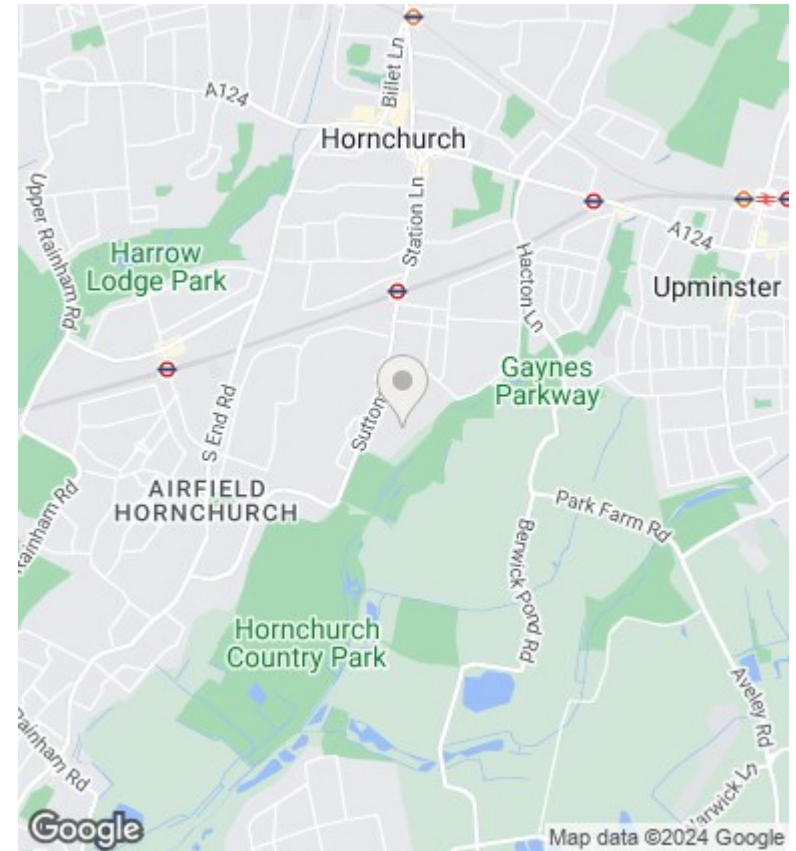 Billet Ln
A124
Hornchurch
Upper Rainham Rd
Station Ln
A124
Harrow
Lodge Park
Hacton Ln
Upminster
Gaynes
Parkway
Sutton
S End Rd
AIRFIELD
HORNCHURCH
Rainham Rd
Park Farm Rd
Berwick Pond Rd
Hornchurch
Country Park
Aveley Rd
Rainham Rd
Warwick Ln
Google
Map data ©2024 Google